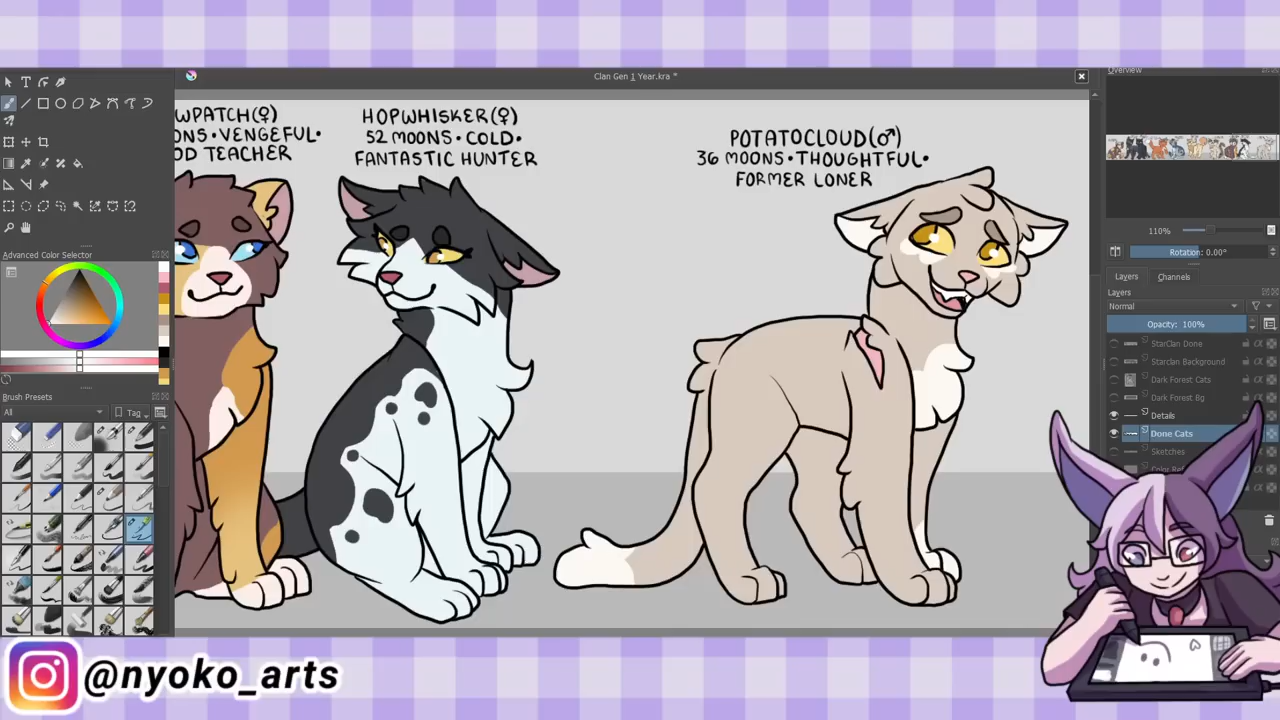 Clan Gen 1 Year.kra *
Overview
WPATCH(♀)
ONS•VENGEFUL•
OD TEACHER
HOPWHISKER(♀)
52 MOONS•COLD•
FANTASTIC HUNTER
POTATOCLOUD(♂)
36 MOONS•THOUGHTFUL•
FORMER LONER
Advanced Color Selector
Brush Presets
All
Tag
110%
Rotation: 0.00°
Layers
Channels
Layers
Normal
Opacity: 100%
StarClan Done
Starclan Background
Dark Forest Cats
Dark Forest Bg
Details
Done Cats
Sketches
@nyoko_arts